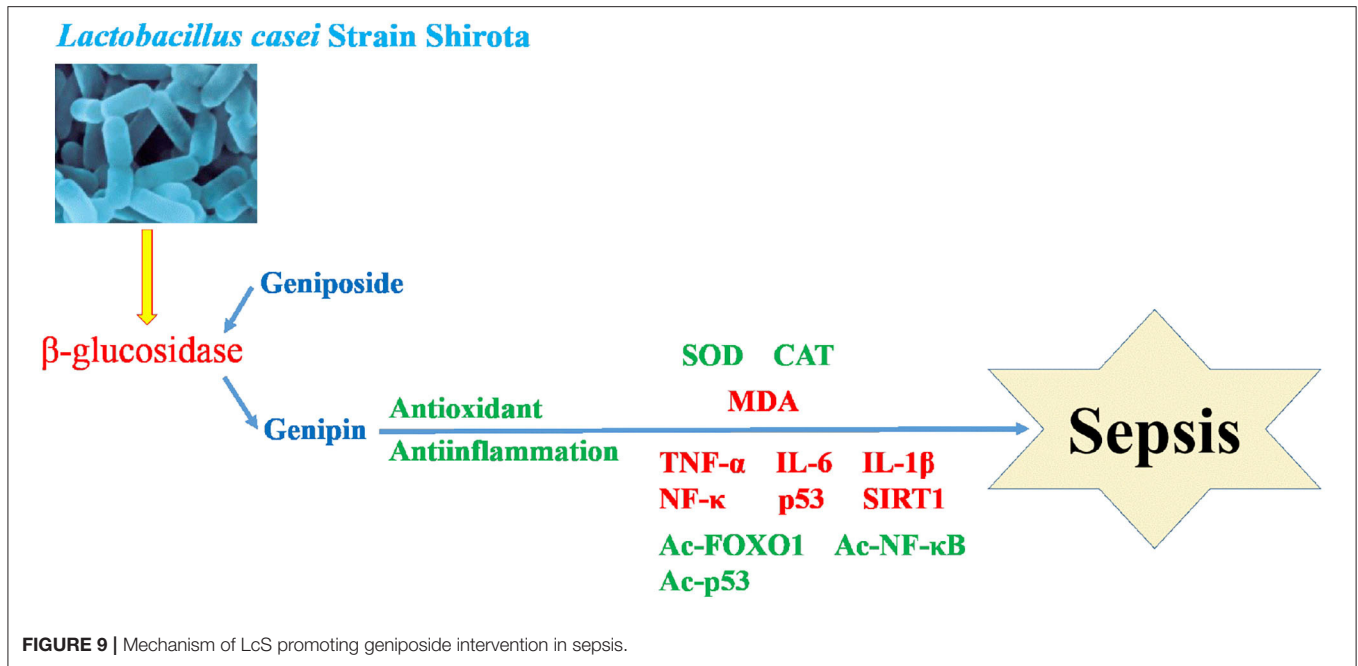 Lactobacillus casei Strain Shirota
Geniposide
β-glucosidase
Genipin
Antioxidant
Antiinflammation
SOD CAT
MDA
TNF-α IL-6 IL-1β
NF-κ p53 SIRT1
Ac-FOXO1 Ac-NF-κB
Ac-p53
Sepsis
FIGURE 9 | Mechanism of LcS promoting geniposide intervention in sepsis.